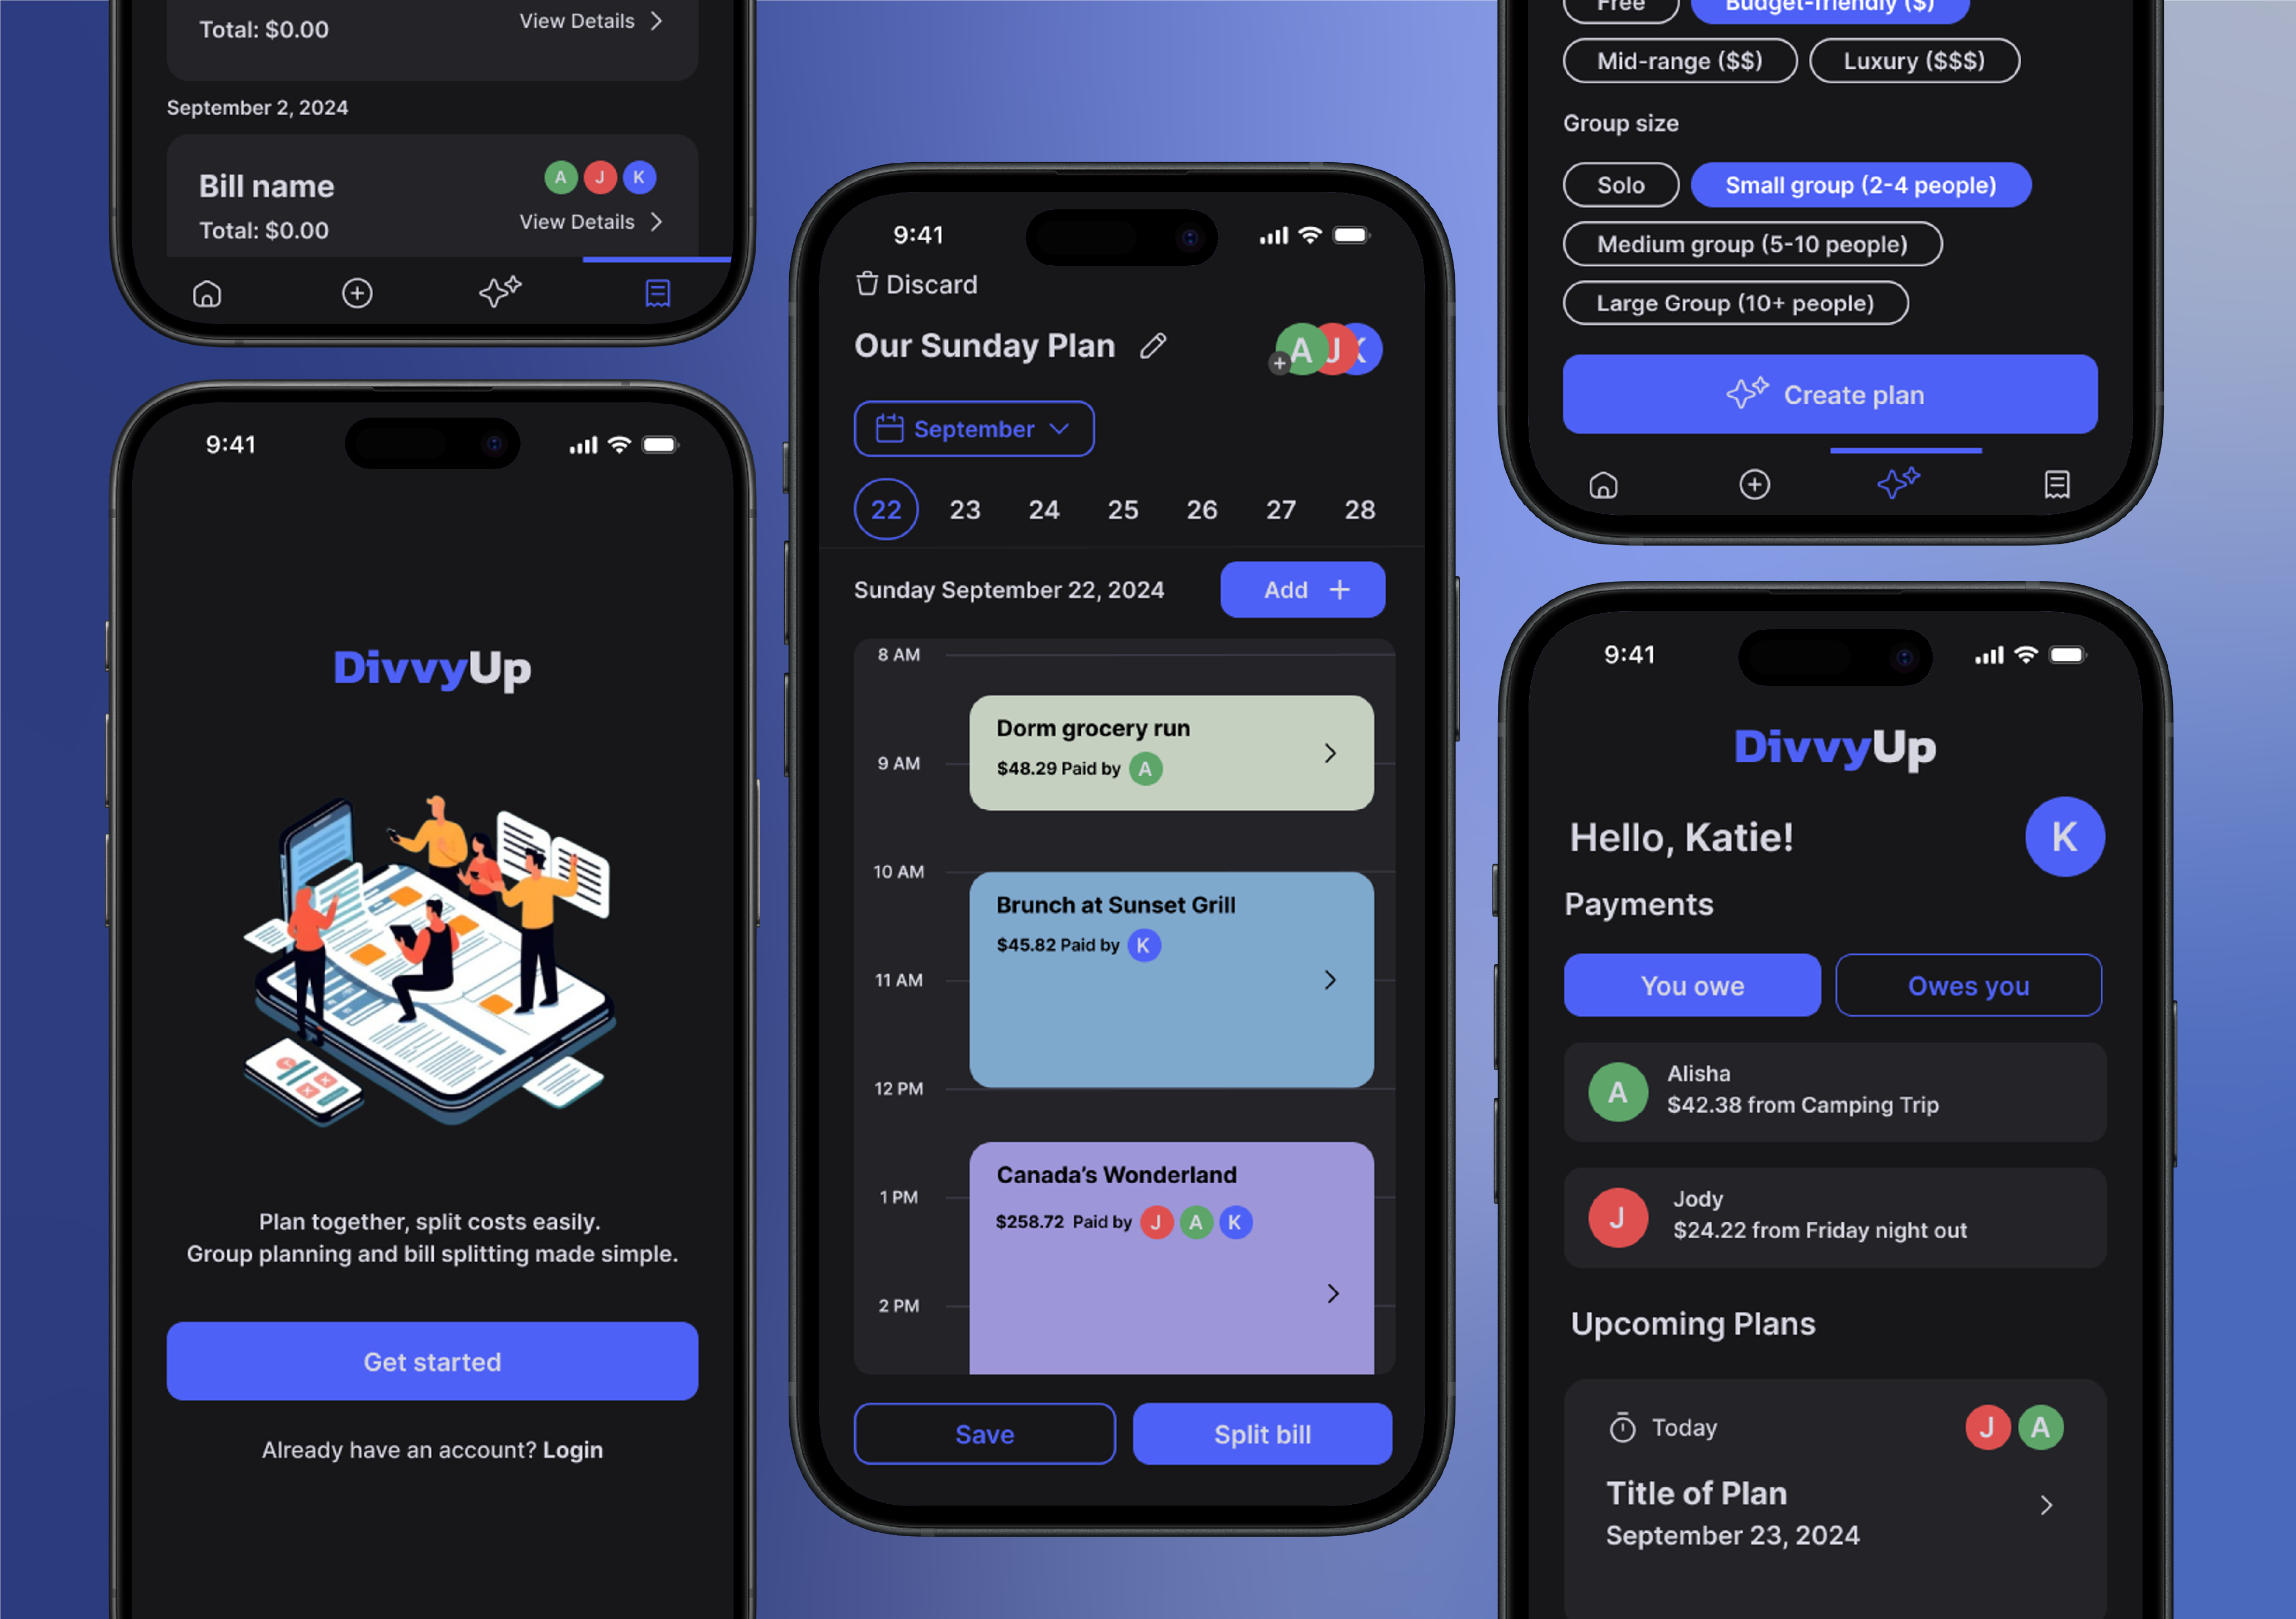 Total: $0.00
View Details
September 2, 2024
Bill name
A J K
Total: $0.00
View Details
9:41
DivvyUp
Plan together, split costs easily.
Group planning and bill splitting made simple.
Get started
Already have an account? Login
9:41
Discard
Our Sunday Plan
A J K
September
22 23 24 25 26 27 28
Sunday September 22, 2024
Add +
8 AM
Dorm grocery run
9 AM
$48.29 Paid by A
10 AM
Brunch at Sunset Grill
$45.82 Paid by K
11 AM
12 PM
Canada’s Wonderland
1 PM
$258.72 Paid by J A K
2 PM
Save
Split bill
Free
Budget-friendly ($)
Mid-range ($$)
Luxury ($$$)
Group size
Solo
Small group (2-4 people)
Medium group (5-10 people)
Large Group (10+ people)
Create plan
9:41
DivvyUp
Hello, Katie!
K
Payments
You owe
Owes you
A
Alisha
$42.38 from Camping Trip
J
Jody
$24.22 from Friday night out
Upcoming Plans
Today
J A
Title of Plan
September 23, 2024